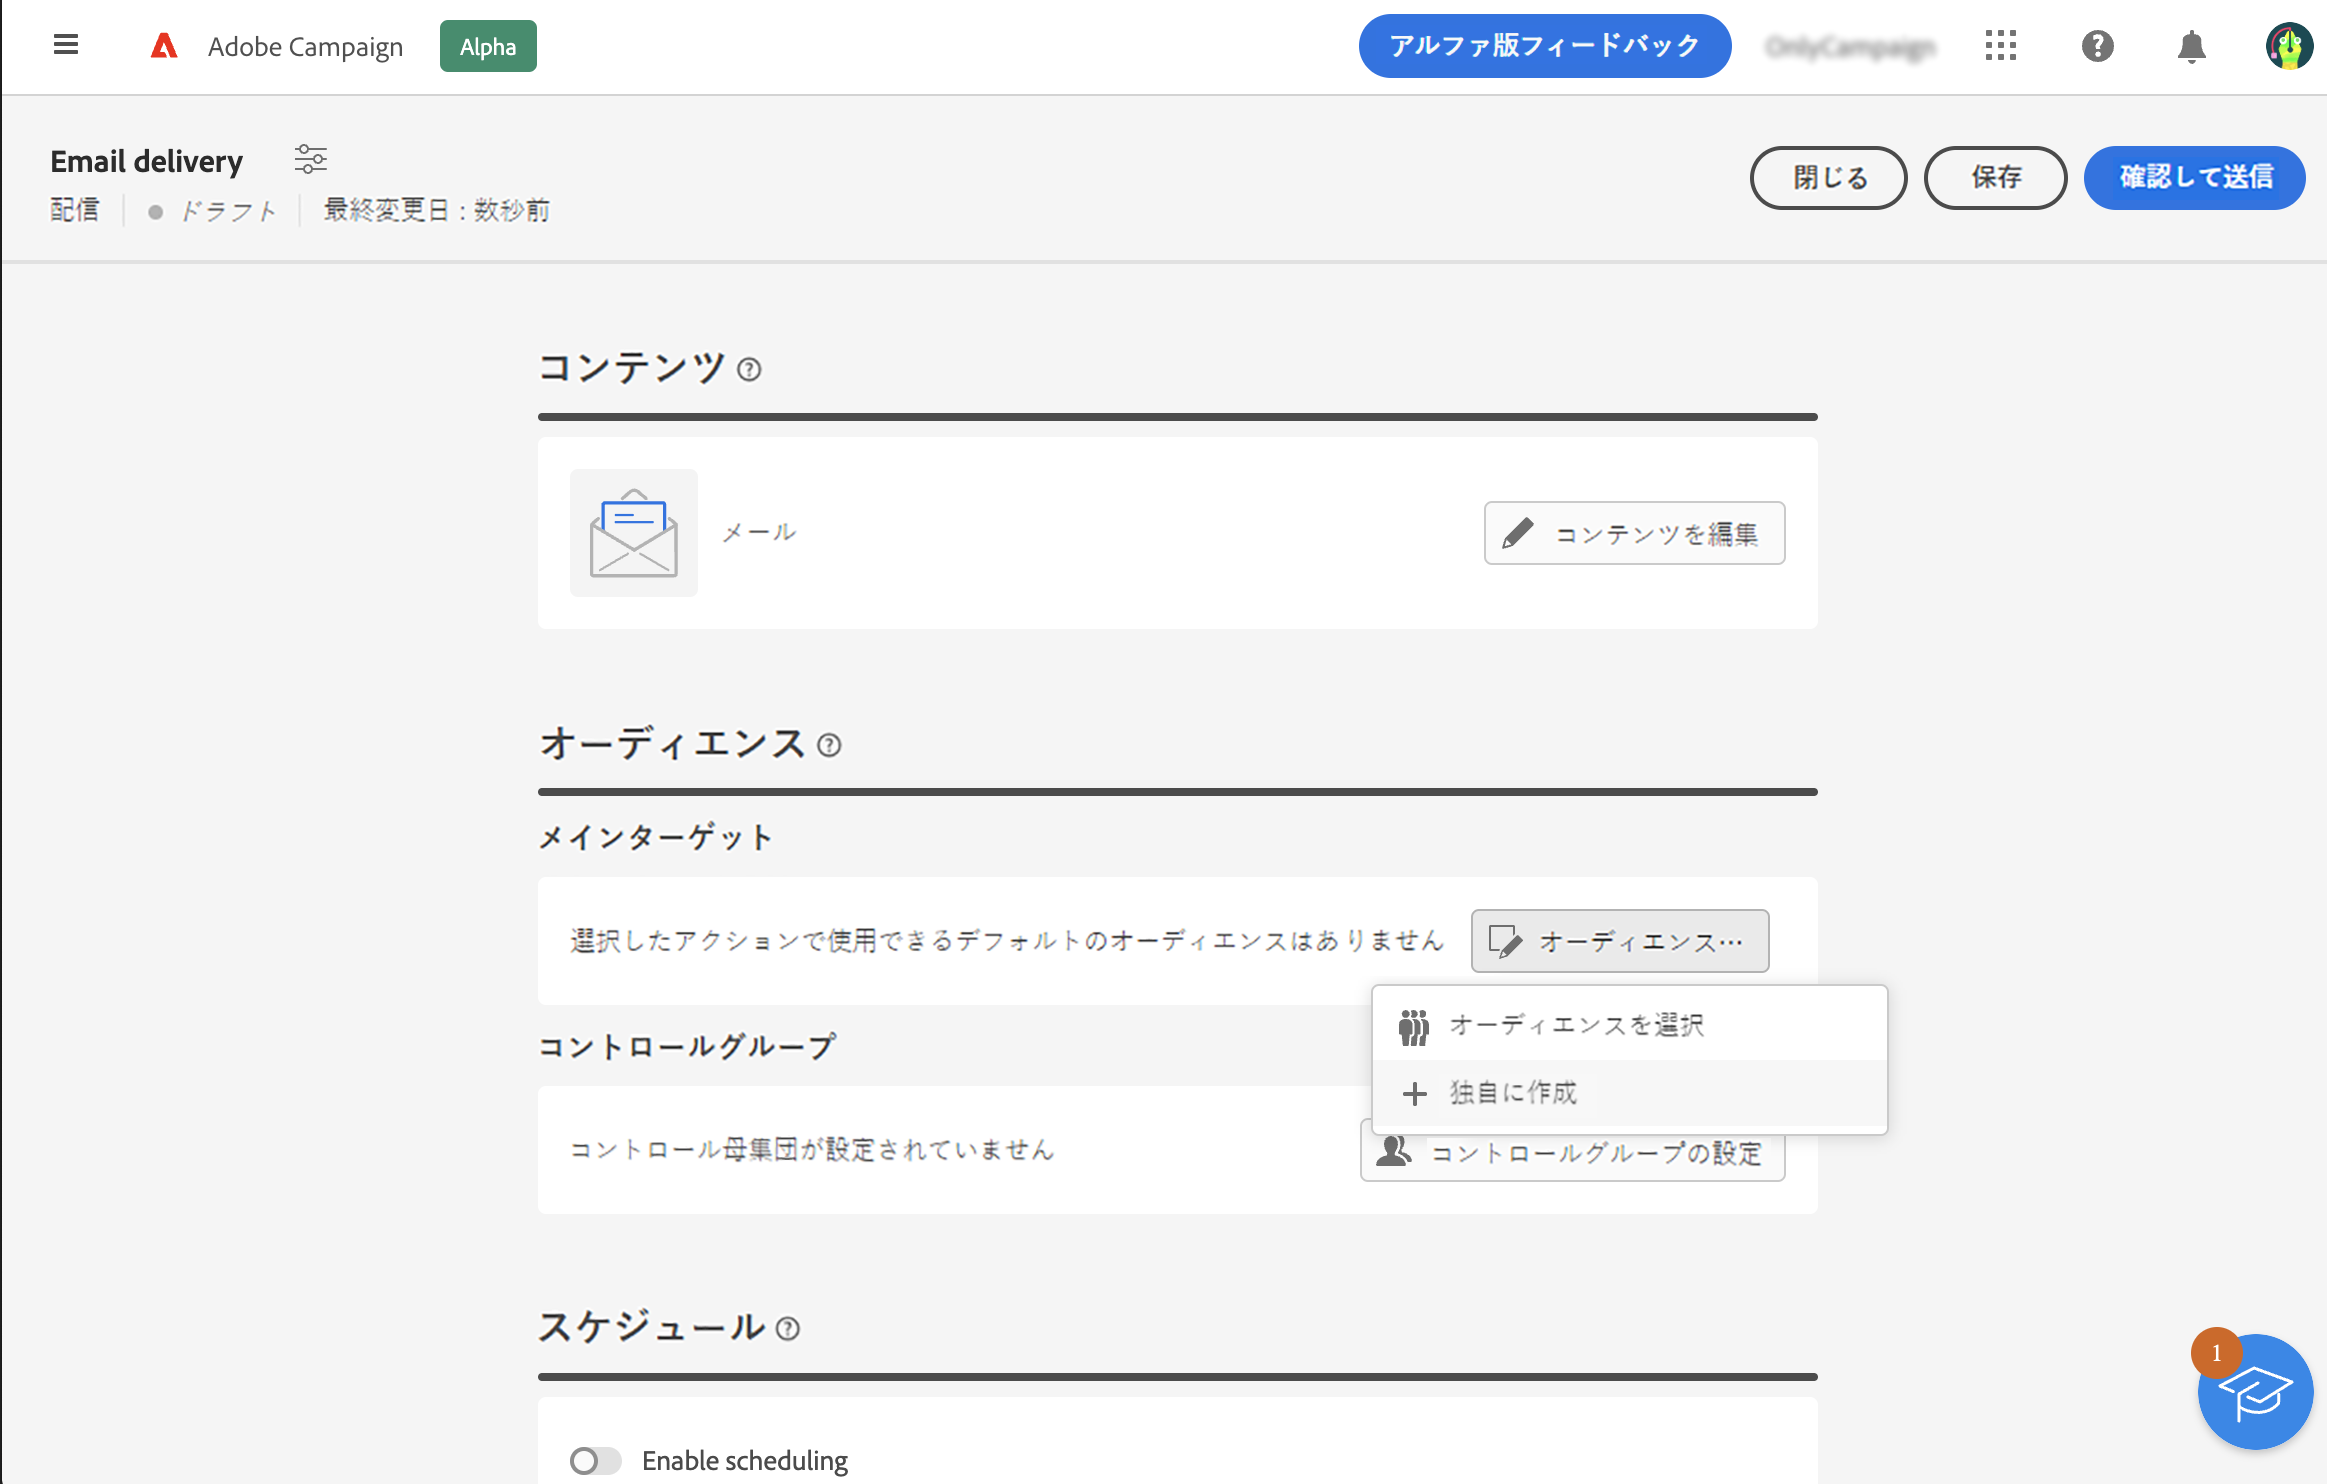 Adobe Campaign
Alpha
アルファ版フィードバック
Email delivery
配信
ドラフト
最終変更日：数秒前
閉じる
保存
確認して送信
コンテンツ
メール
コンテンツを編集
オーディエンス
メインターゲット
選択したアクションで使用できるデフォルトのオーディエンスはありません
オーディエンス…
オーディエンスを選択
独自に作成
コントロールグループ
コントロール母集団が設定されていません
コントロールグループの設定
スケジュール
Enable scheduling
1